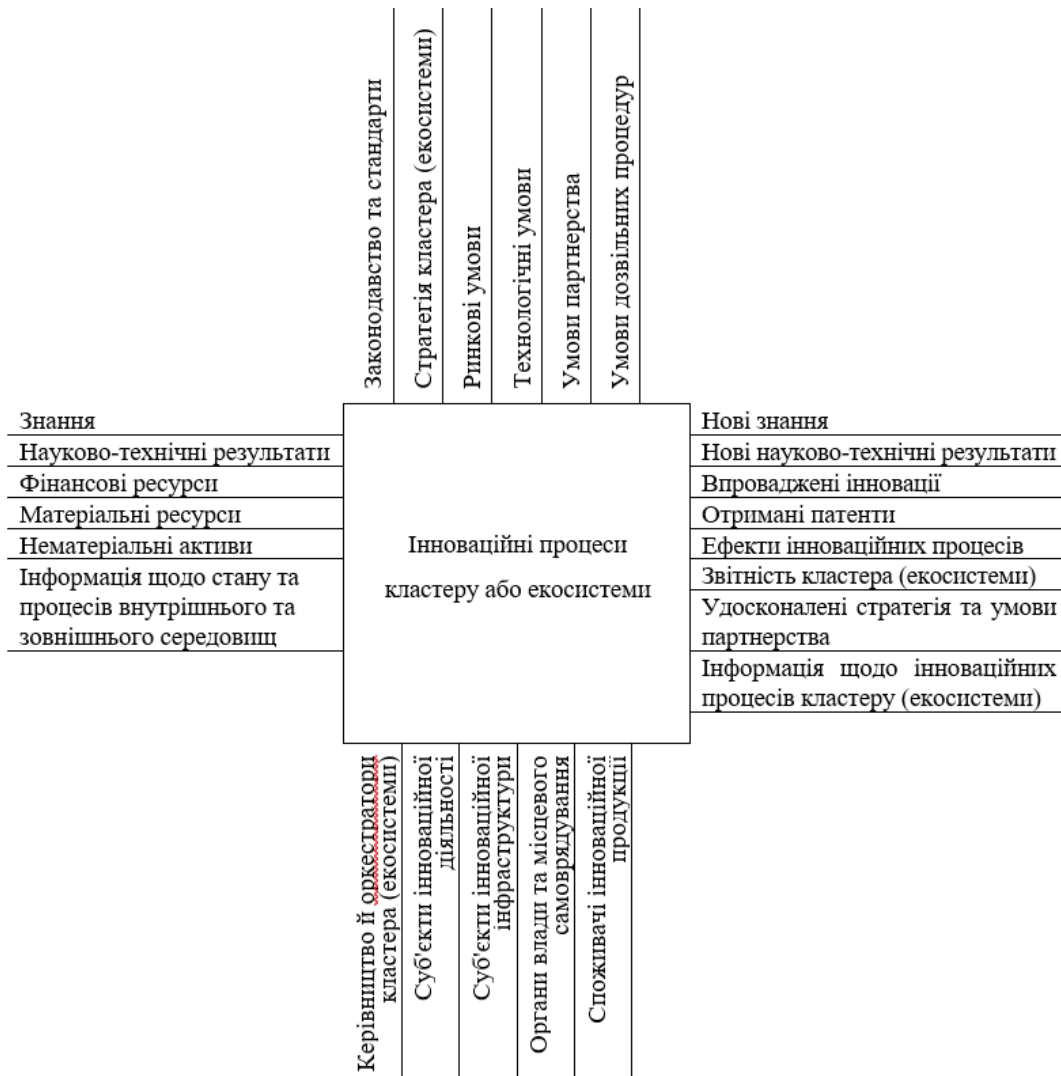 Законодавство та стандарти
Стратегія кластера (екосистеми)
Ринкові умови
Технологічні умови
Умови партнерства
Умови дозвільних процедур
Знання
Науково-технічні результати
Фінансові ресурси
Матеріальні ресурси
Нематеріальні активи
Інформація щодо стану та
процесів внутрішнього та
зовнішнього середовищ
Інноваційні процеси
кластеру або екосистеми
Нові знання
Нові науково-технічні результати
Впроваджені інновації
Отримані патенти
Ефекти інноваційних процесів
Звітність кластера (екосистеми)
Удосконалені стратегія та умови
партнерства
Інформація щодо інноваційних
процесів кластеру (екосистеми)
Керівництво й оркестратори
кластера (екосистеми)
Суб'єкти інноваційної
діяльності
Суб'єкти інноваційної
інфраструктури
Органи влади та місцевого
самоврядування
Споживачі інноваційної
продукції